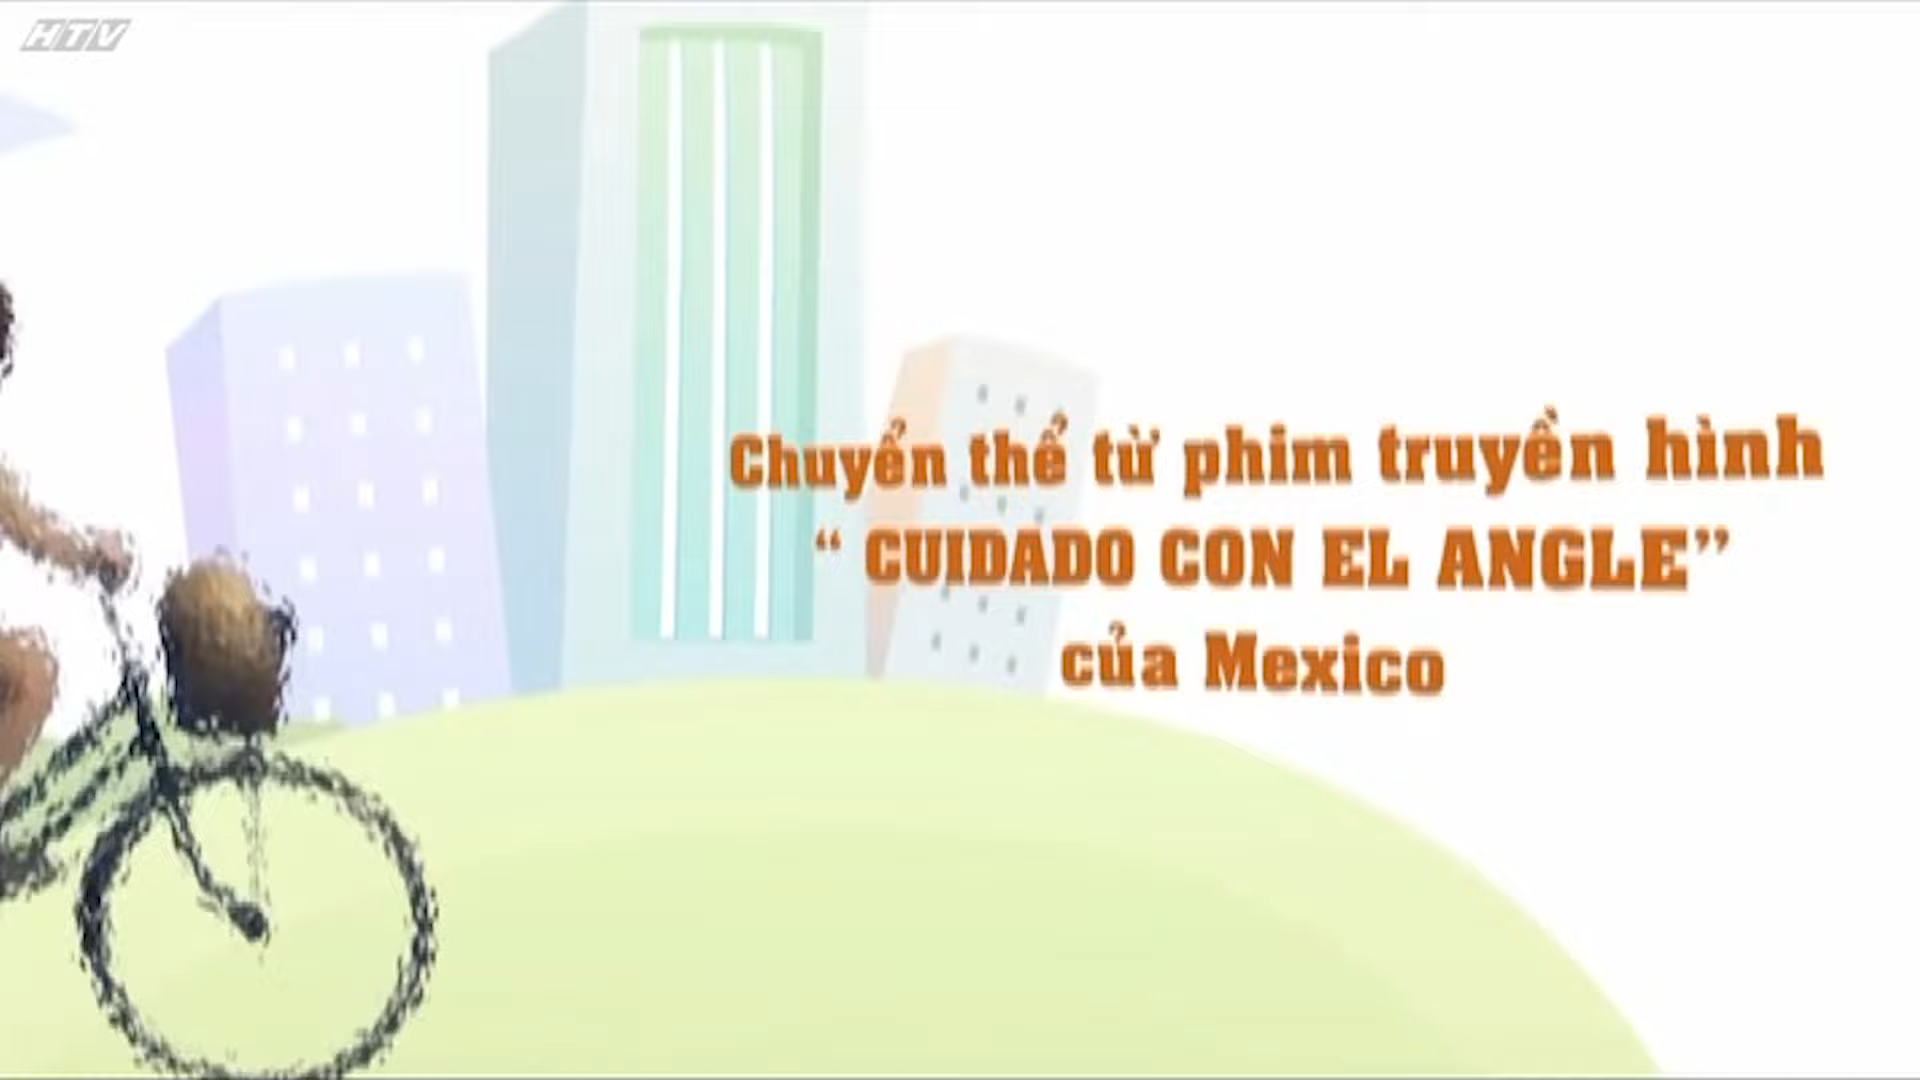 HTV
Chuyển thể từ phim truyền hình
“ CUIDADO CON EL ANGLE”
của Mexico